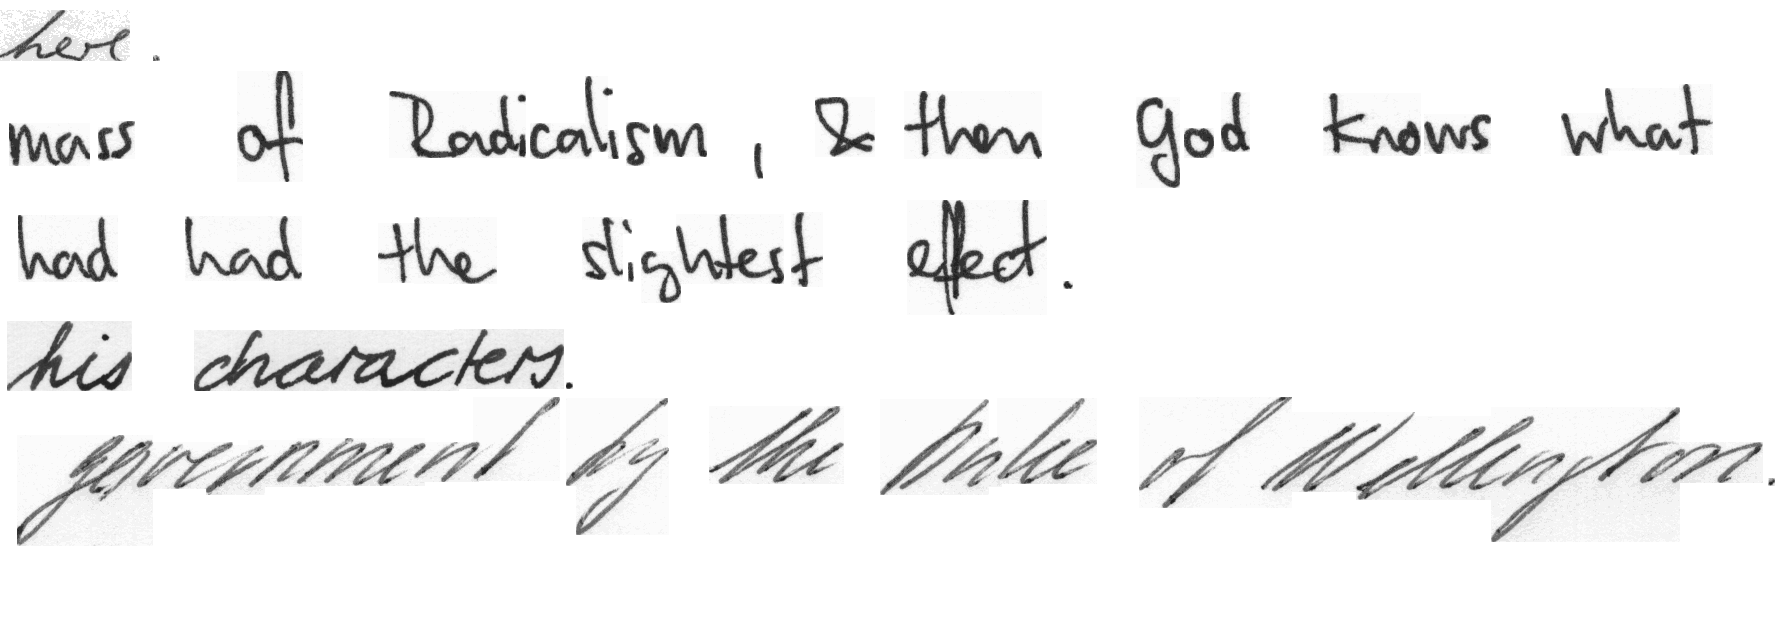 here.
mass of Radicalism, & then God knows what
had had the slightest effect.
his characters.
government by the Duke of Wellington.